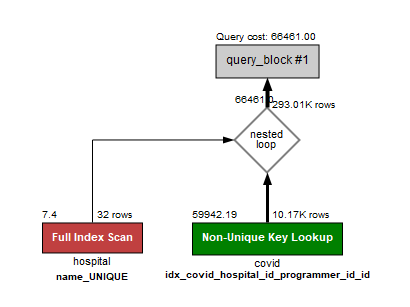 Query cost: 66461.00
query_block #1
66461.0
293.01K rows
nested
loop
7.4
32 rows
59942.19
10.17K rows
Full Index Scan
Non-Unique Key Lookup
hospital
covid
name_UNIQUE
idx_covid_hospital_id_programmer_id_id